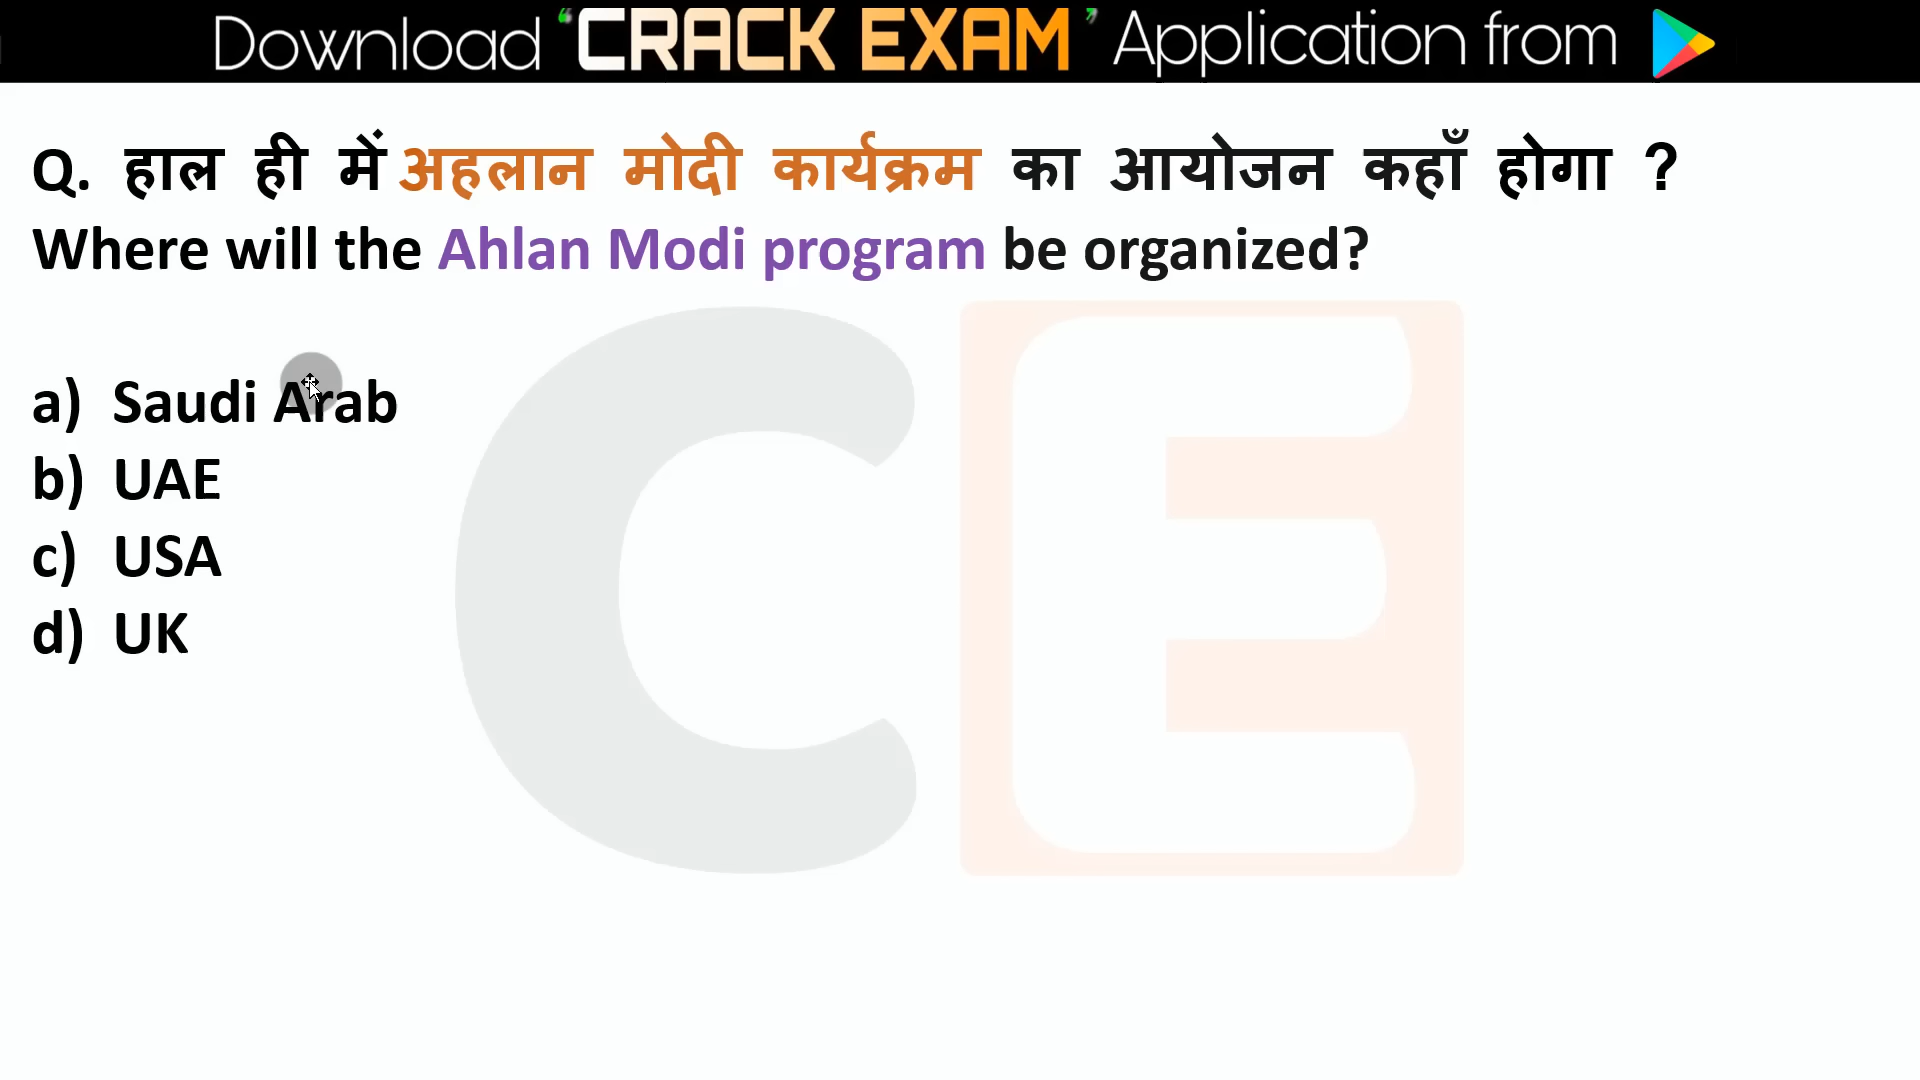 Download ‘CRACK EXAM’ Application from
Q. हाल ही में अहलान मोदी कार्यक्रम का आयोजन कहाँ होगा ?
Where will the Ahlan Modi program be organized?
a) Saudi Arab
b) UAE
c) USA
d) UK
CE